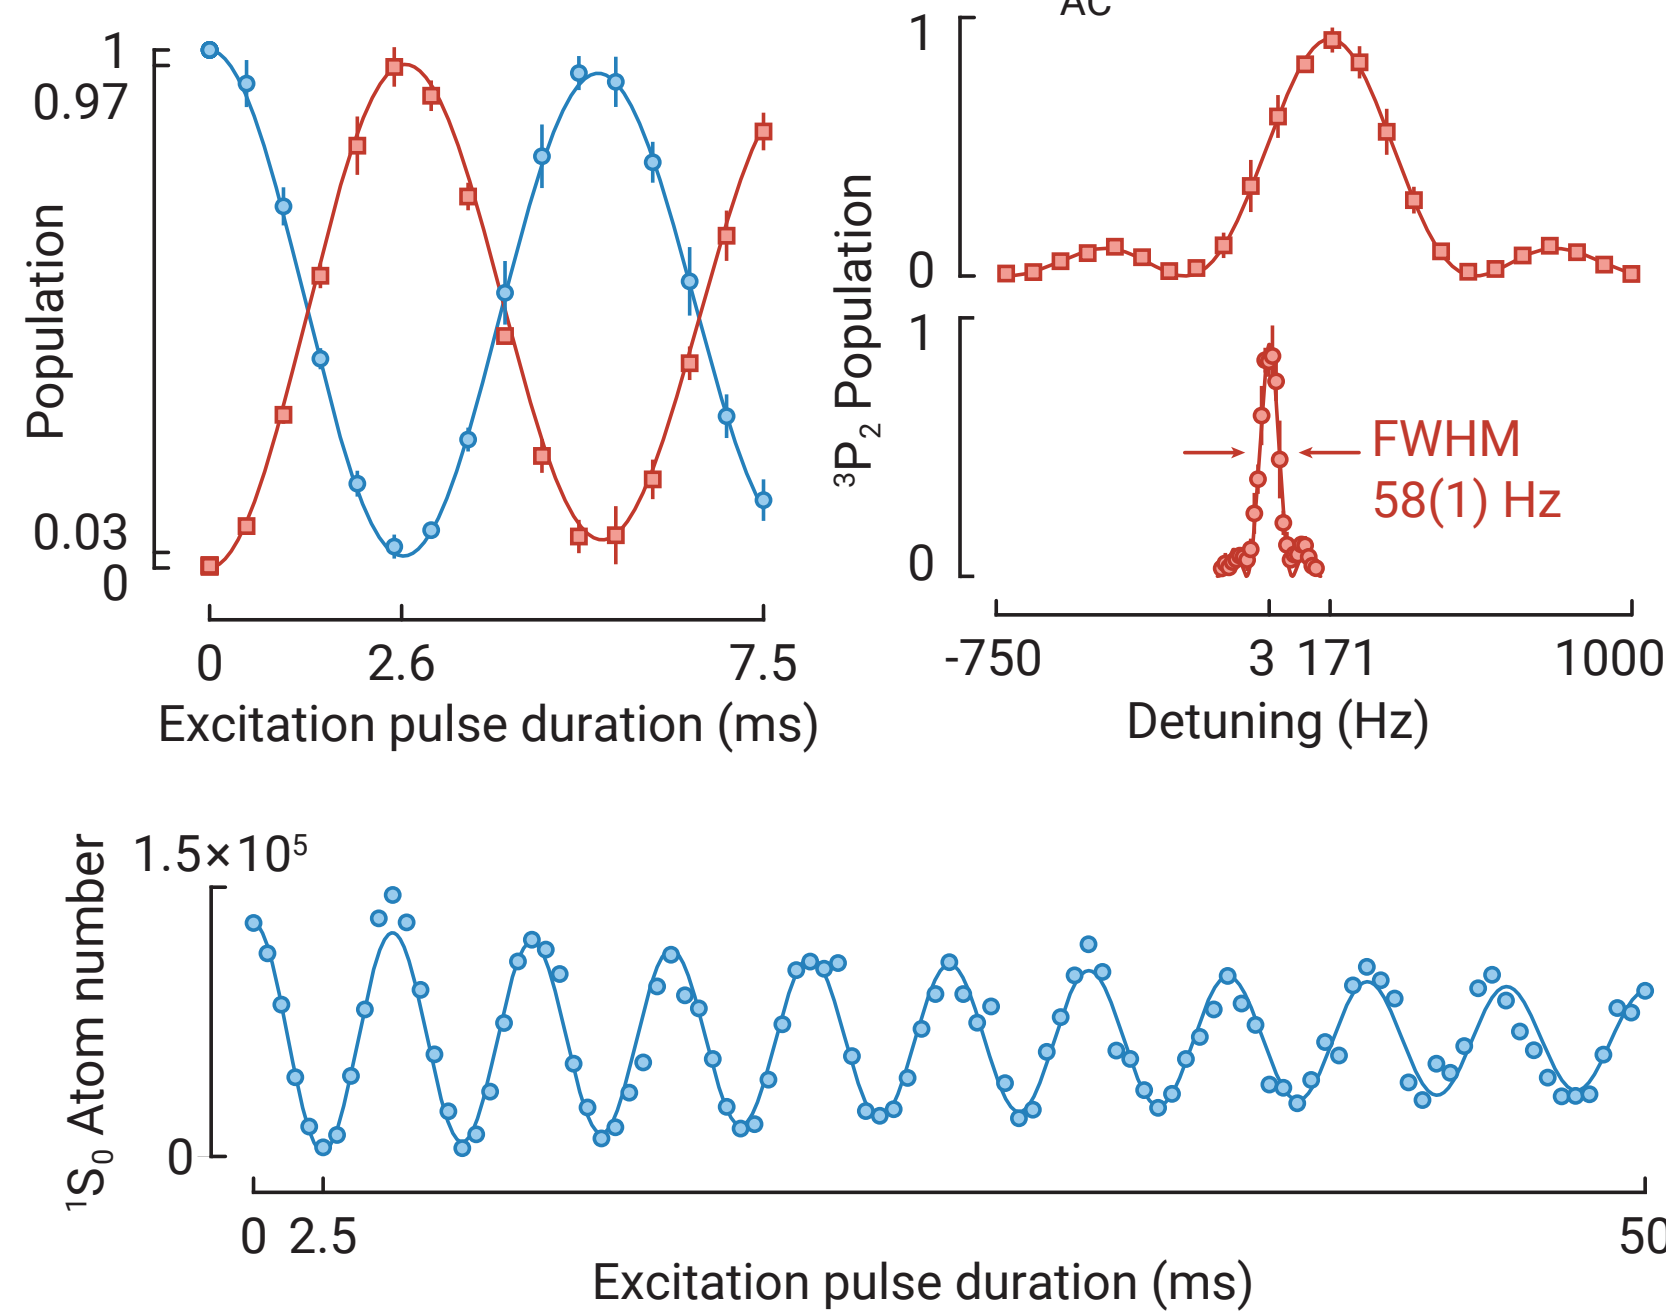 AC
1
0.97
0.03
0
Population
0 2.6 7.5
Excitation pulse duration (ms)
1
0
1
0
³P₂ Population
FWHM
58(1) Hz
-750 3 171 1000
Detuning (Hz)
1.5×10⁵
0
¹S₀ Atom number
0 2.5 50
Excitation pulse duration (ms)